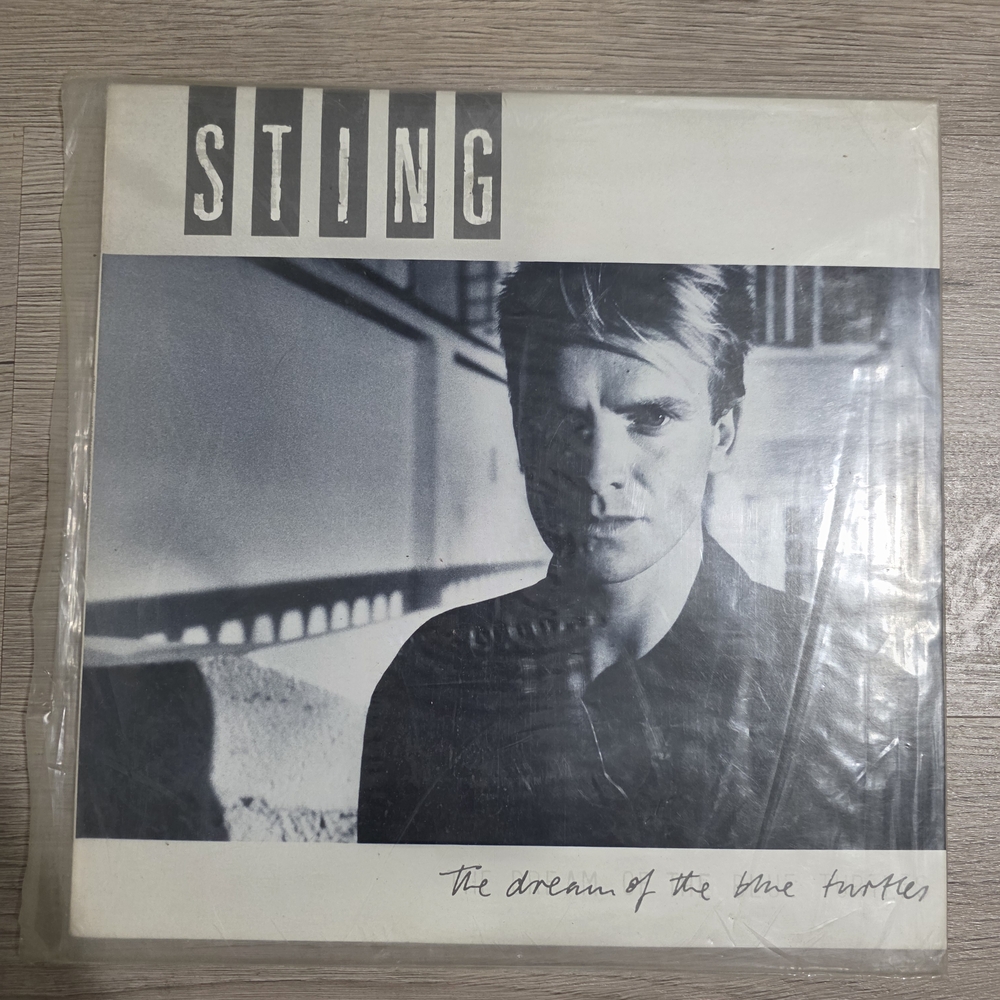 STING
the dream of the blue turtles